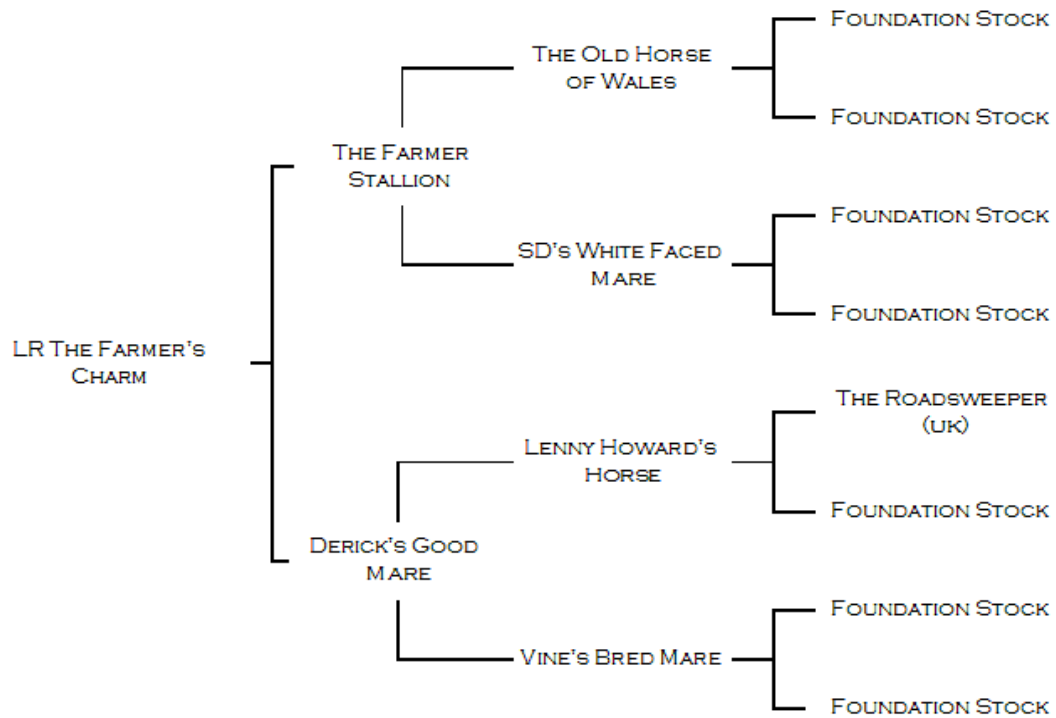 Foundation Stock
The Old Horse
of Wales
Foundation Stock
The Farmer
Stallion
Foundation Stock
SD's White Faced
Mare
Foundation Stock
LR The Farmer's
Charm
The Roadsweeper
(UK)
Lenny Howard's
Horse
Foundation Stock
Derick's Good
Mare
Foundation Stock
Vine's Bred Mare
Foundation Stock